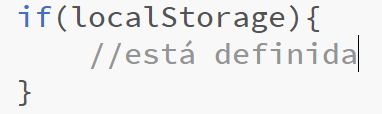 if(localStorage){
    //está definida
}